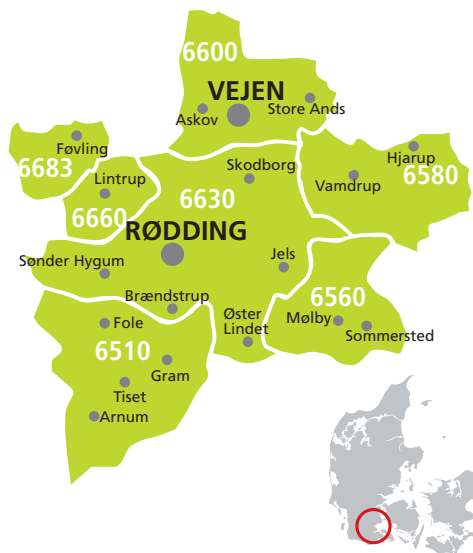 6600
VEJEN
Askov
Store Ands
Føvling
6683
Lintrup
6660
Skodborg
6630
Hjarup
6580
Vamdrup
RØDDING
Sønder Hygum
Jels
Brændstrup
Øster
Lindet
6560
Mølby
Sommersted
Fole
6510
Gram
Tiset
Arnum